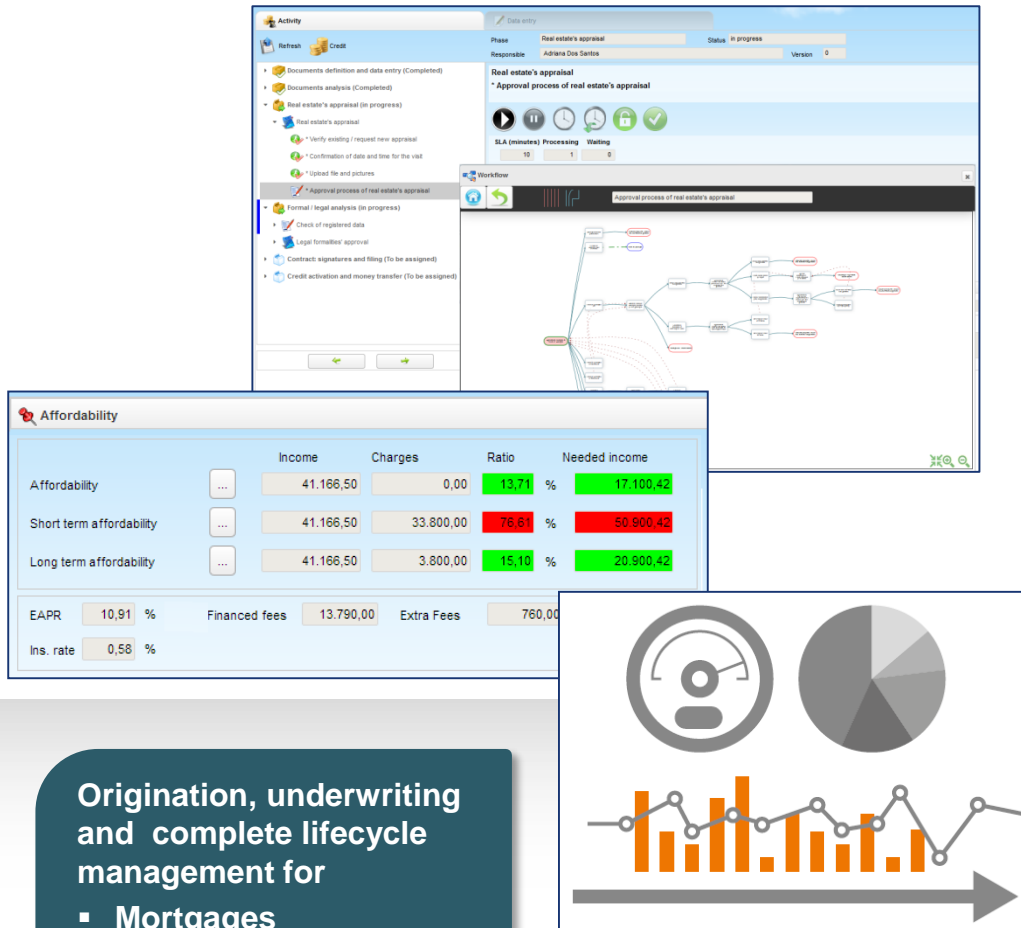 Activity
Data entry
Refresh Credit
Phase Real estate's appraisal Status in progress
Responsible Adriana Dos Santos Version 0
Documents definition and data entry (Completed)
Documents analysis (Completed)
Real estate's appraisal (in progress)
Real estate's appraisal
* Verify existing / request new appraisal
* Confirmation of date and time for the visit
* Upload file and pictures
* Approval process of real estate's appraisal
Formal / legal analysis (in progress)
Check of registered data
Legal formalities' approval
Contract: signatures and filing (To be assigned)
Credit activation and money transfer (To be assigned)
Real estate's appraisal
* Approval process of real estate's appraisal
SLA (minutes) Processing Waiting
10 1 0
Workflow
Approval process of real estate's appraisal
Affordability
Income Charges Ratio Needed income
Affordability ... 41.166,50 0,00 13,71 % 17.100,42
Short term affordability ... 41.166,50 33.800,00 76,61 % 50.900,42
Long term affordability ... 41.166,50 3.800,00 15,10 % 20.900,42
EAPR 10,91 % Financed fees 13.790,00 Extra Fees 760,00
Ins. rate 0,58 %
Origination, underwriting
and complete lifecycle
management for
▪ Mortgages